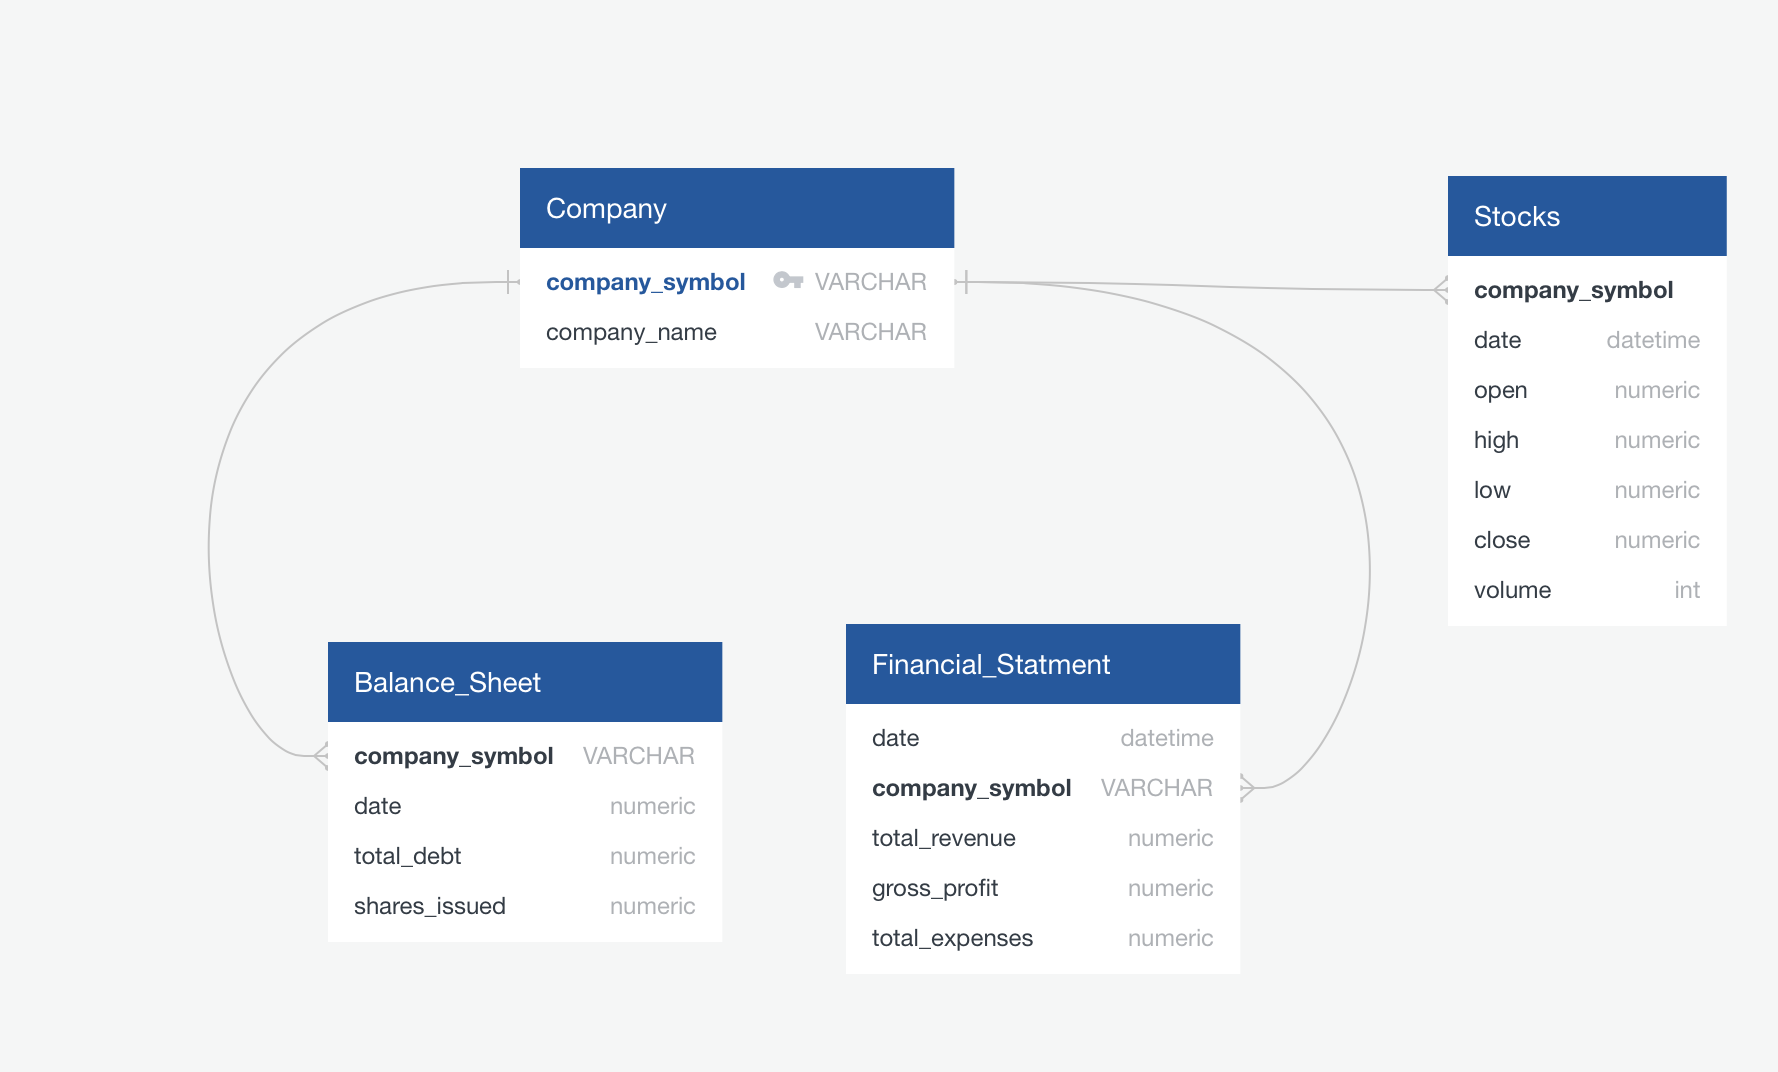 Company
company_symbol VARCHAR
company_name VARCHAR
Stocks
company_symbol
date datetime
open numeric
high numeric
low numeric
close numeric
volume int
Balance_Sheet
company_symbol VARCHAR
date numeric
total_debt numeric
shares_issued numeric
Financial_Statment
date datetime
company_symbol VARCHAR
total_revenue numeric
gross_profit numeric
total_expenses numeric